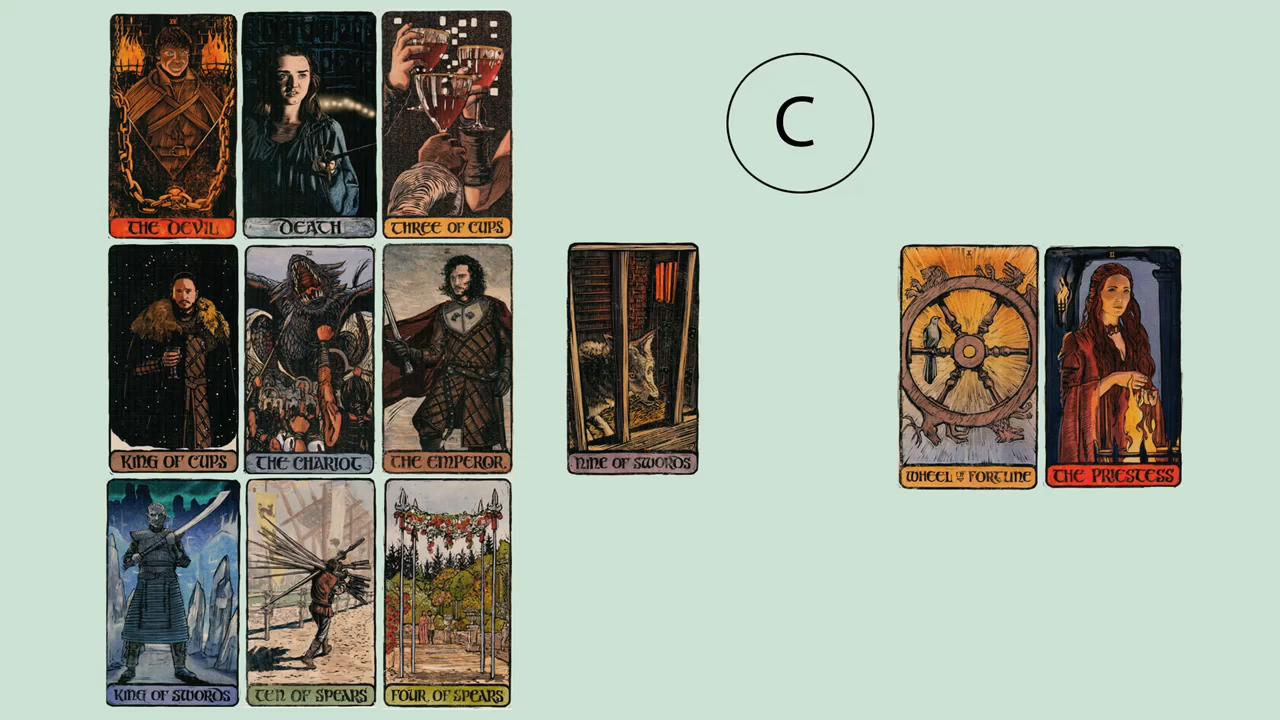 THE DEVIL
DEATH
THREE OF CUPS
C
KING OF CUPS
THE CHARIOT
THE EMPEROR
NINE OF SWORDS
X
WHEEL OF FORTUNE
II
THE PRIESTESS
KING OF SWORDS
TEN OF SPEARS
FOUR OF SPEARS